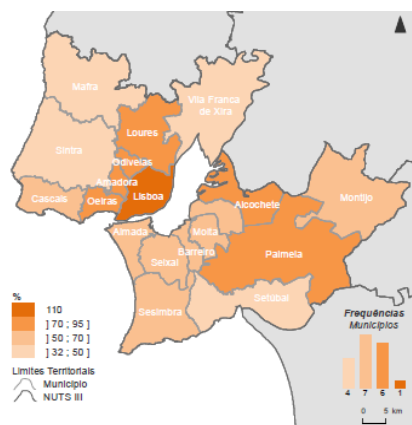 Mafra
Vila Franca
de Xira
Loures
Sintra
Odivelas
Amadora
Lisboa
Cascais
Oeiras
Alcochete
Montijo
Almada
Moita
Barreiro
Seixal
Palmela
Sesimbra
Setúbal
%
110
] 70 ; 95 ]
] 50 ; 70 ]
] 32 ; 50 ]
Limites Territoriais
Município
NUTS III
Frequências
Municípios
4 7 6 1
0 5 km